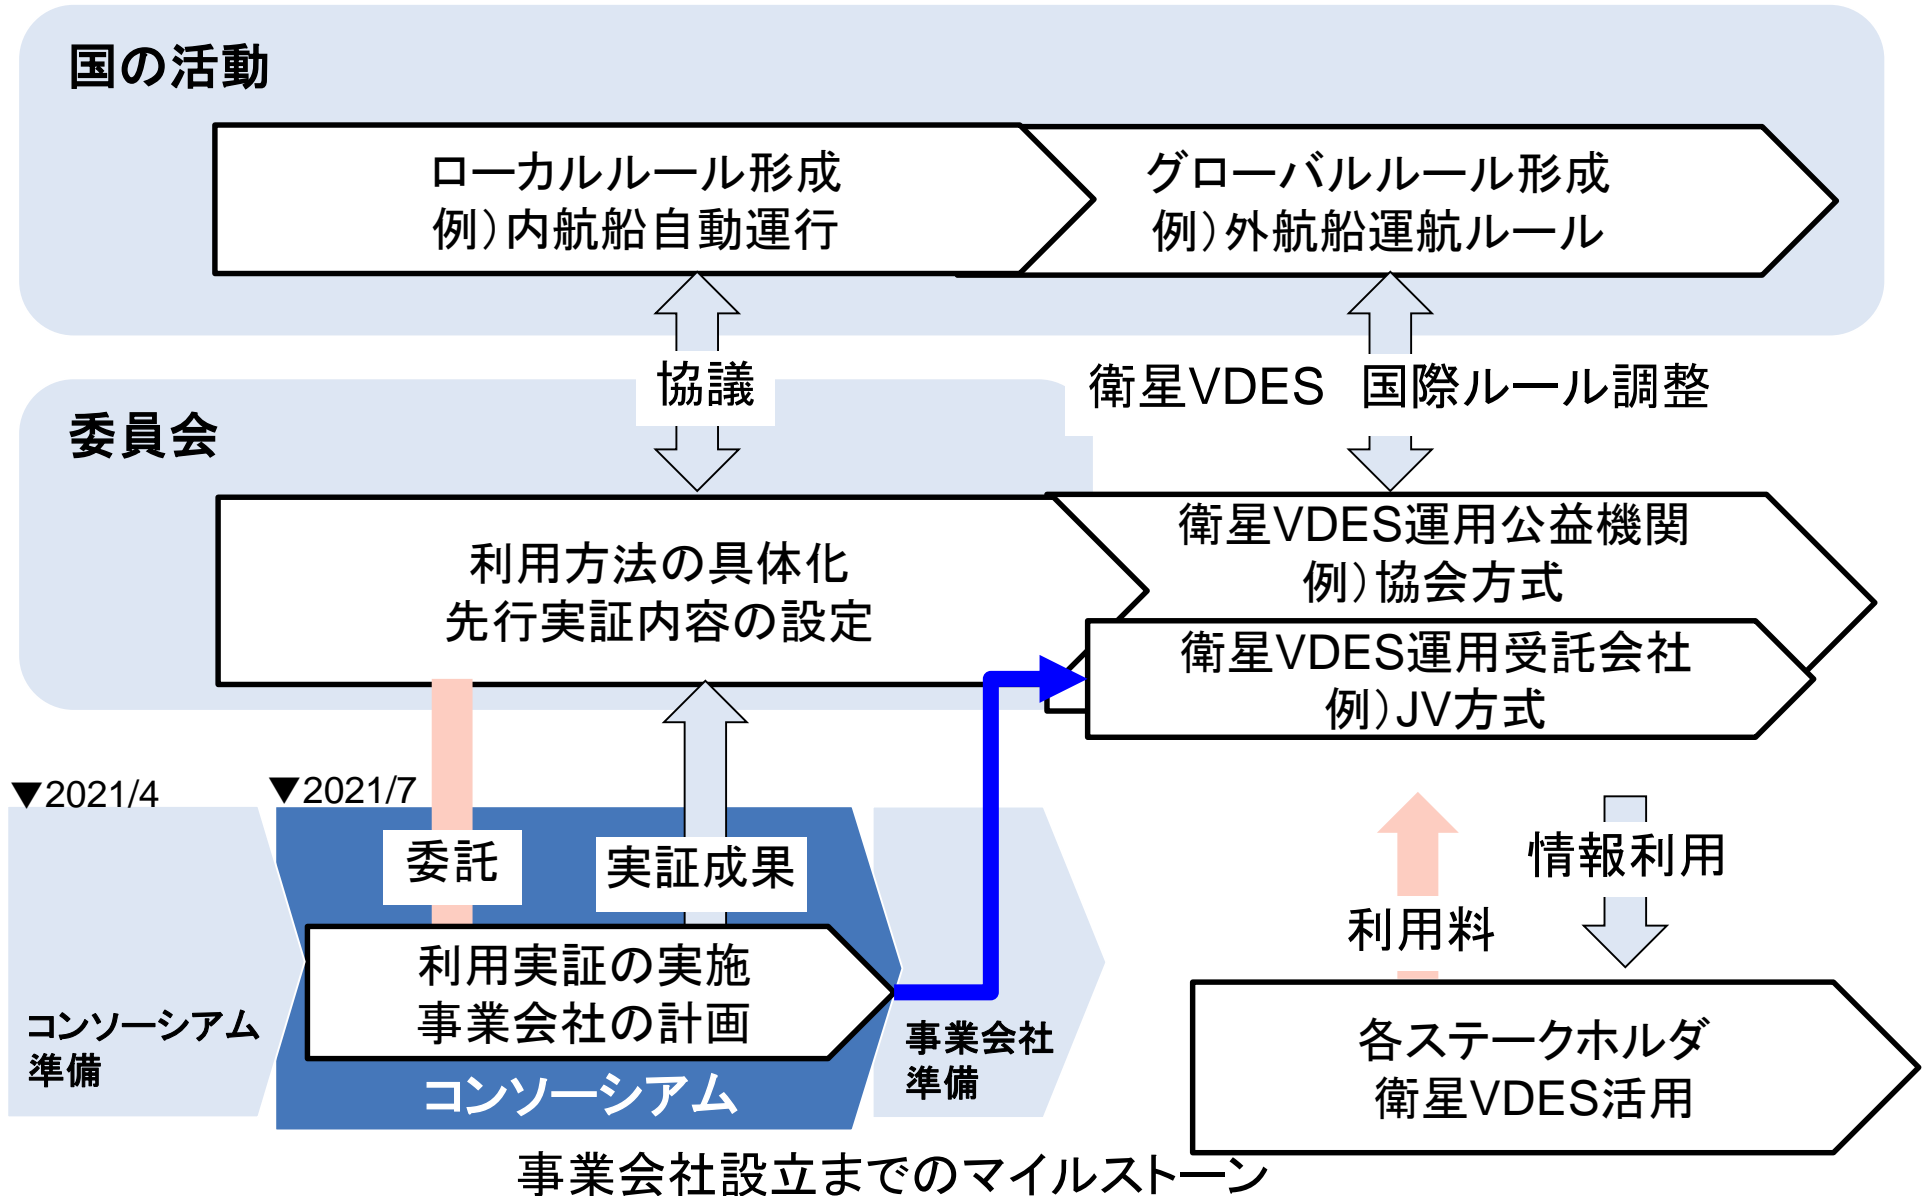 国の活動
ローカルルール形成
例)内航船自動運行
グローバルルール形成
例)外航船運航ルール
協議
衛星VDES 国際ルール調整
委員会
利用方法の具体化
先行実証内容の設定
衛星VDES運用公益機関
例)協会方式
衛星VDES運用受託会社
例)JV方式
▼2021/4
▼2021/7
委託
実証成果
情報利用
利用料
利用実証の実施
事業会社の計画
コンソーシアム
準備
コンソーシアム
事業会社
準備
各ステークホルダ
衛星VDES活用
事業会社設立までのマイルストーン